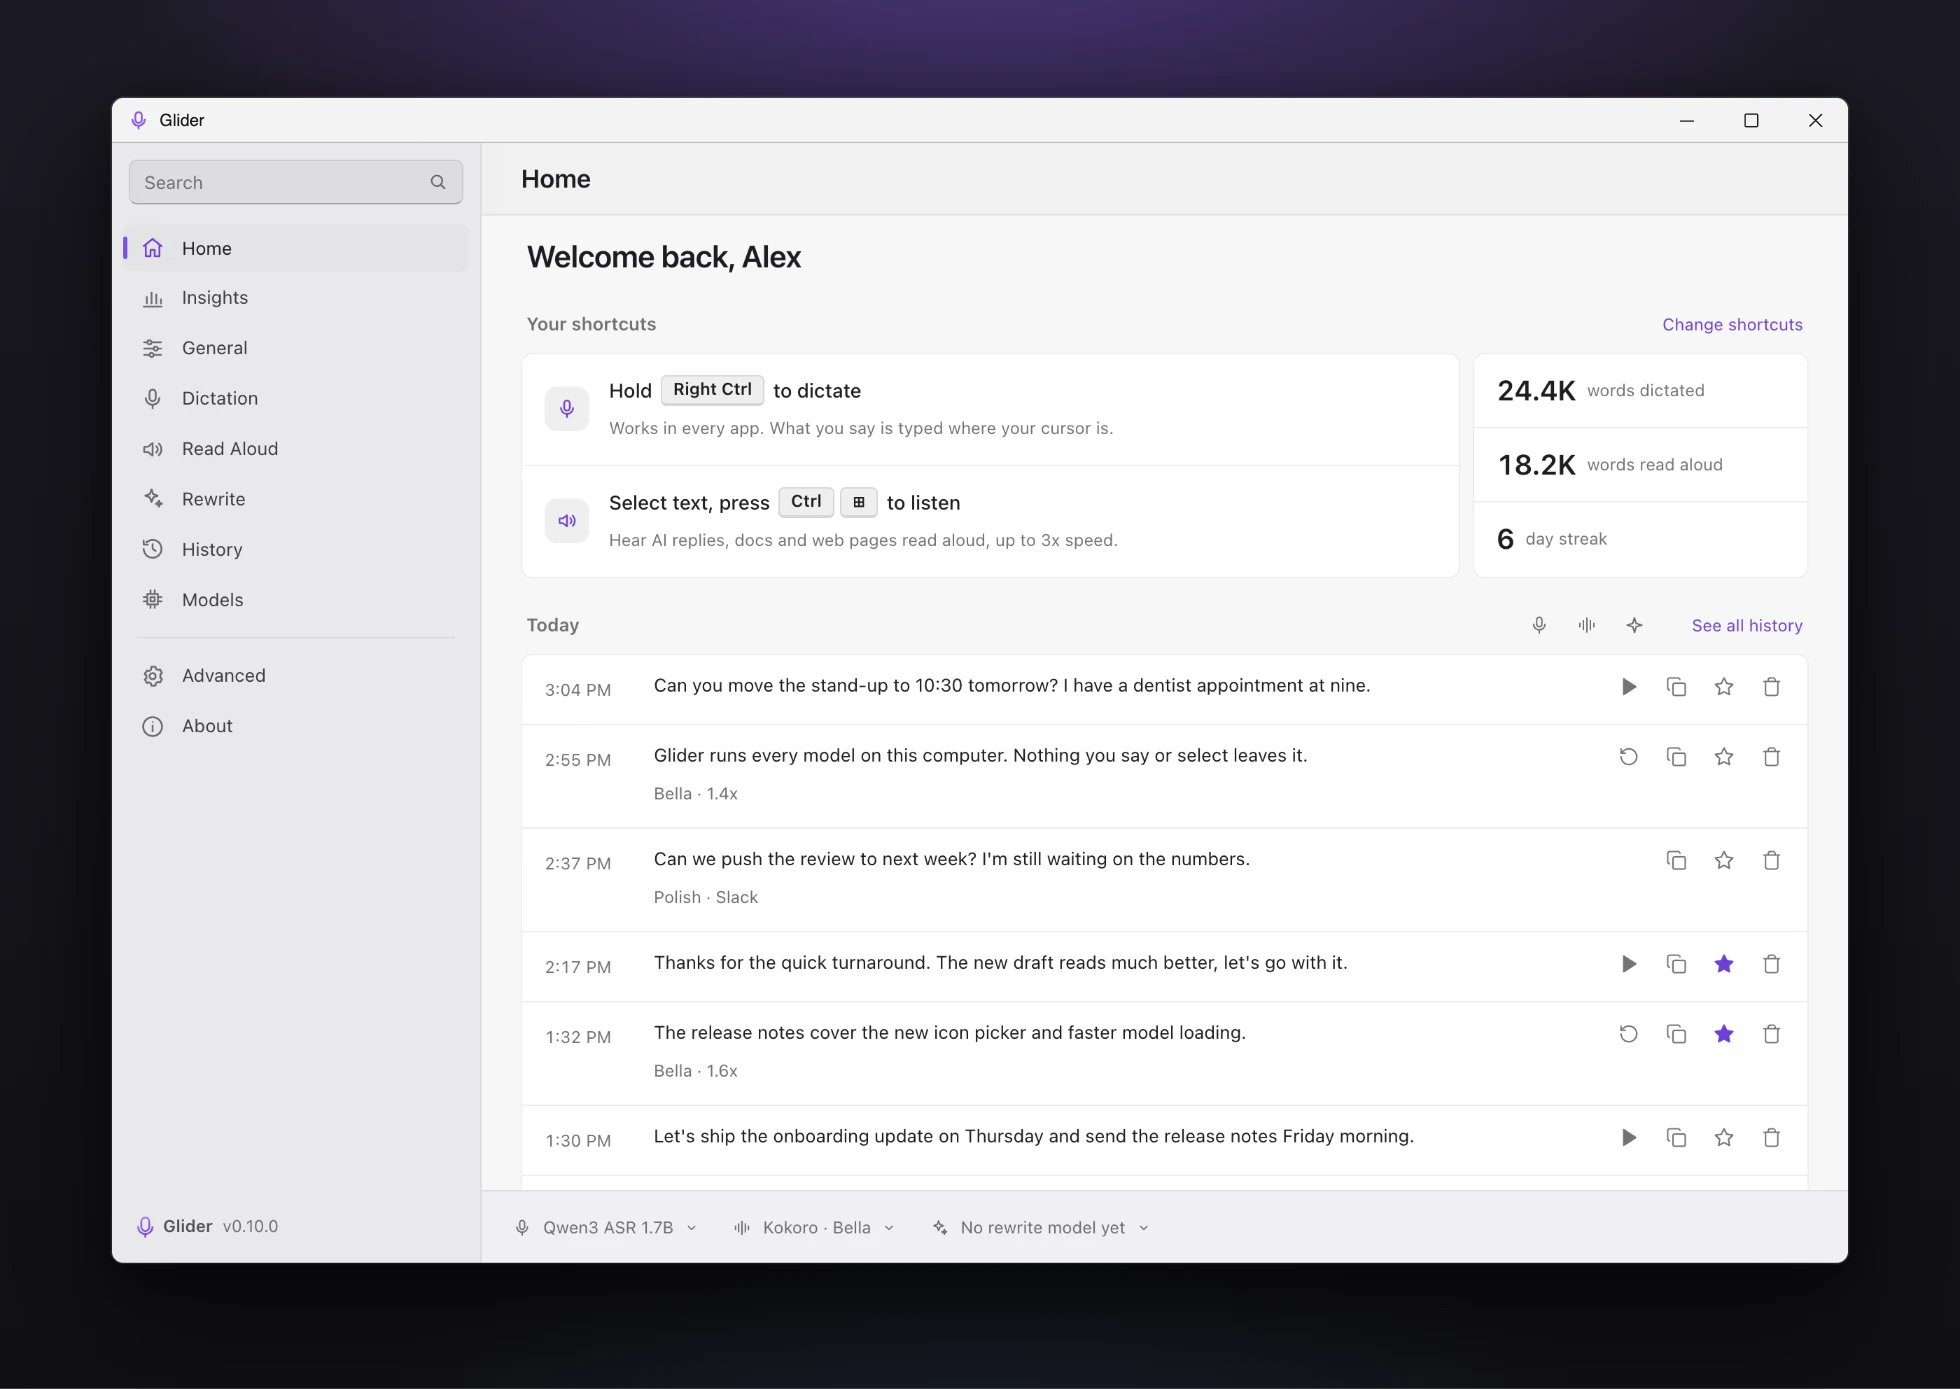 Glider
Search
Home
Insights
General
Dictation
Read Aloud
Rewrite
History
Models
Advanced
About
Glider v0.10.0
Home
Welcome back, Alex
Your shortcuts
Change shortcuts
Hold Right Ctrl to dictate
Works in every app. What you say is typed where your cursor is.
Select text, press Ctrl ⊞ to listen
Hear AI replies, docs and web pages read aloud, up to 3x speed.
24.4K words dictated
18.2K words read aloud
6 day streak
Today
See all history
3:04 PM Can you move the stand-up to 10:30 tomorrow? I have a dentist appointment at nine.
2:55 PM Glider runs every model on this computer. Nothing you say or select leaves it.
Bella · 1.4x
2:37 PM Can we push the review to next week? I'm still waiting on the numbers.
Polish · Slack
2:17 PM Thanks for the quick turnaround. The new draft reads much better, let's go with it.
1:32 PM The release notes cover the new icon picker and faster model loading.
Bella · 1.6x
1:30 PM Let's ship the onboarding update on Thursday and send the release notes Friday morning.
Qwen3 ASR 1.7B
Kokoro · Bella
No rewrite model yet